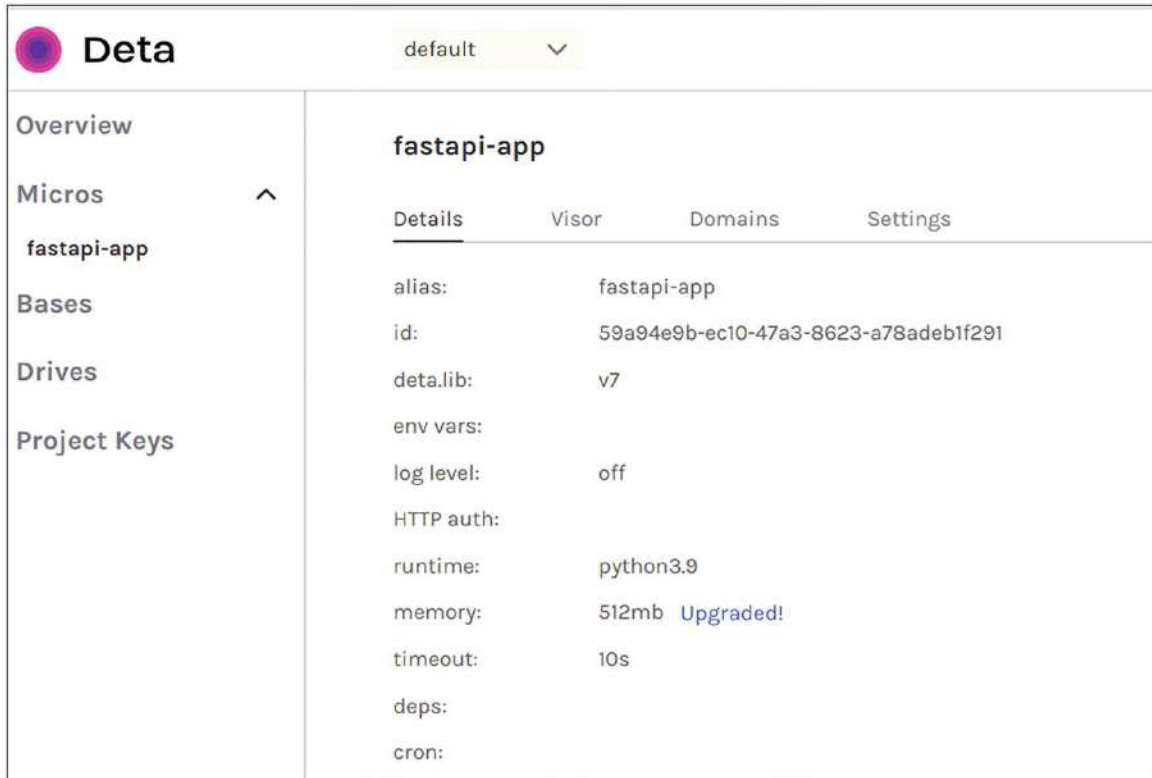 Deta
default
Overview
Micros
fastapi-app
Bases
Drives
Project Keys
fastapi-app
Details Visor Domains Settings
alias: fastapi-app
id: 59a94e9b-ec10-47a3-8623-a78adeb1f291
deta.lib: v7
env vars:
log level: off
HTTP auth:
runtime: python3.9
memory: 512mb Upgraded!
timeout: 10s
deps:
cron: